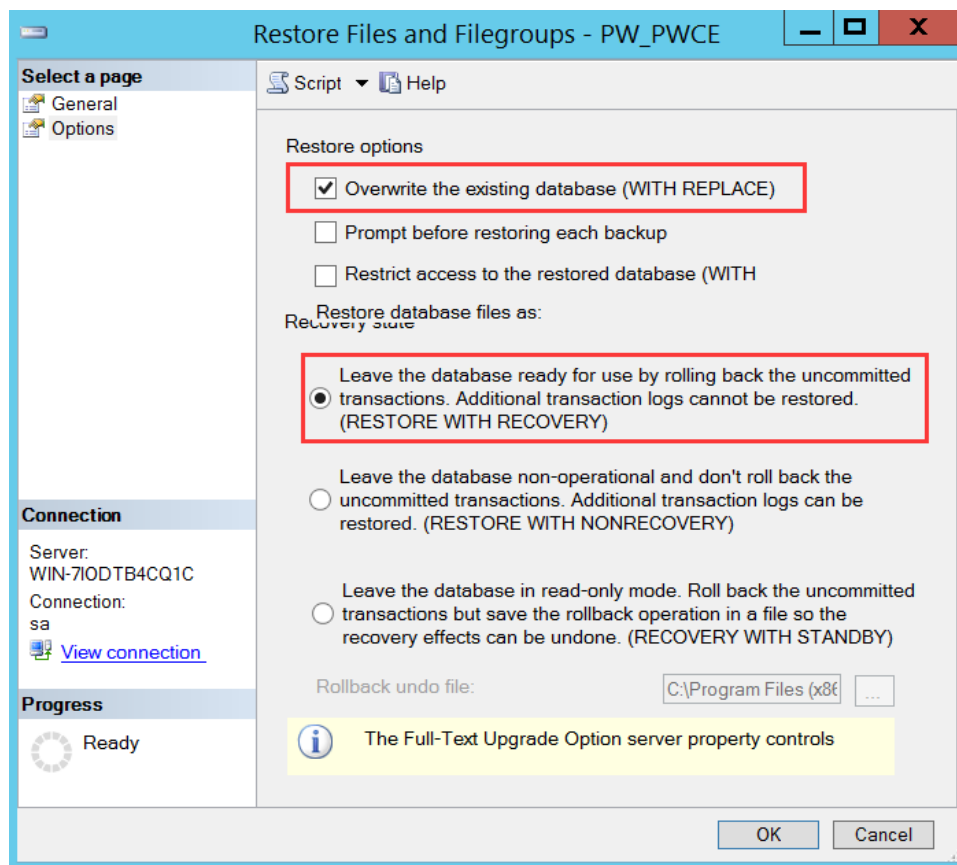 Restore Files and Filegroups - PW_PWCE
X
Select a page
General
Options
Script
Help
Restore options
Overwrite the existing database (WITH REPLACE)
Prompt before restoring each backup
Restrict access to the restored database (WITH
Restore database files as:
Recovery state
Leave the database ready for use by rolling back the uncommitted
transactions. Additional transaction logs cannot be restored.
(RESTORE WITH RECOVERY)
Leave the database non-operational and don't roll back the
uncommitted transactions. Additional transaction logs can be
restored. (RESTORE WITH NONRECOVERY)
Leave the database in read-only mode. Roll back the uncommitted
transactions but save the rollback operation in a file so the
recovery effects can be undone. (RECOVERY WITH STANDBY)
Rollback undo file:
C:\Program Files (x86
...
The Full-Text Upgrade Option server property controls
Connection
Server:
WIN-7IODTB4CQ1C
Connection:
sa
View connection
Progress
Ready
OK
Cancel